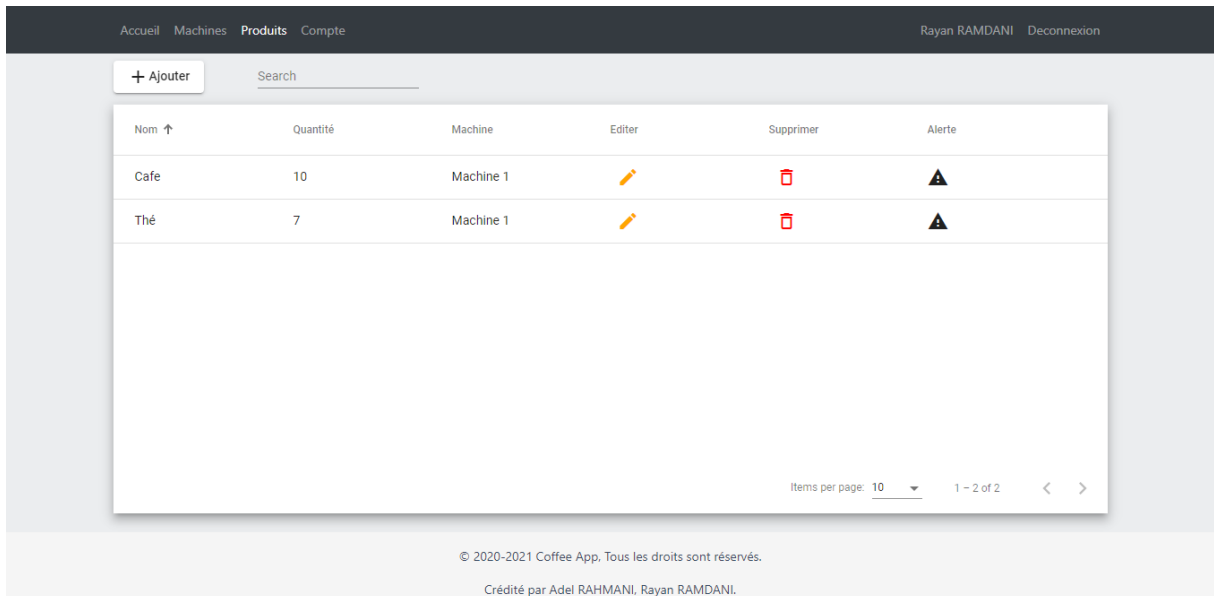 Accueil Machines Produits Compte Rayan RAMDANI Deconnexion
+ Ajouter Search
Nom Quantité Machine Editer Supprimer Alerte
Cafe 10 Machine 1
Thé 7 Machine 1
Items per page: 10 1 – 2 of 2
© 2020-2021 Coffee App, Tous les droits sont réservés.
Crédité par Adel RAHMANI, Rayan RAMDANI.